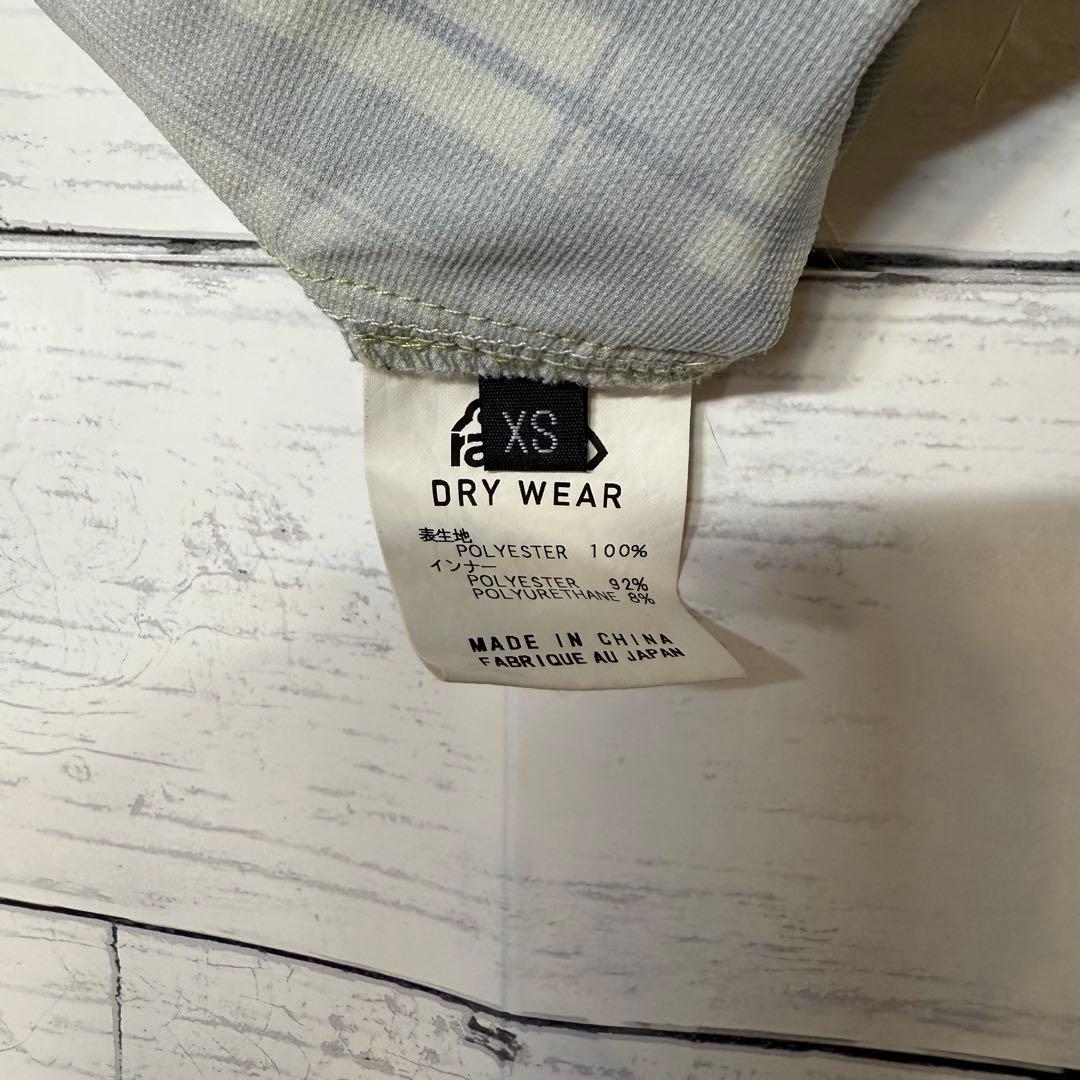 XS
ra
DRY WEAR
表生地
POLYESTER 100%
インナー
POLYESTER 92%
POLYURETHANE 8%
MADE IN CHINA
FABRIQUE AU JAPAN